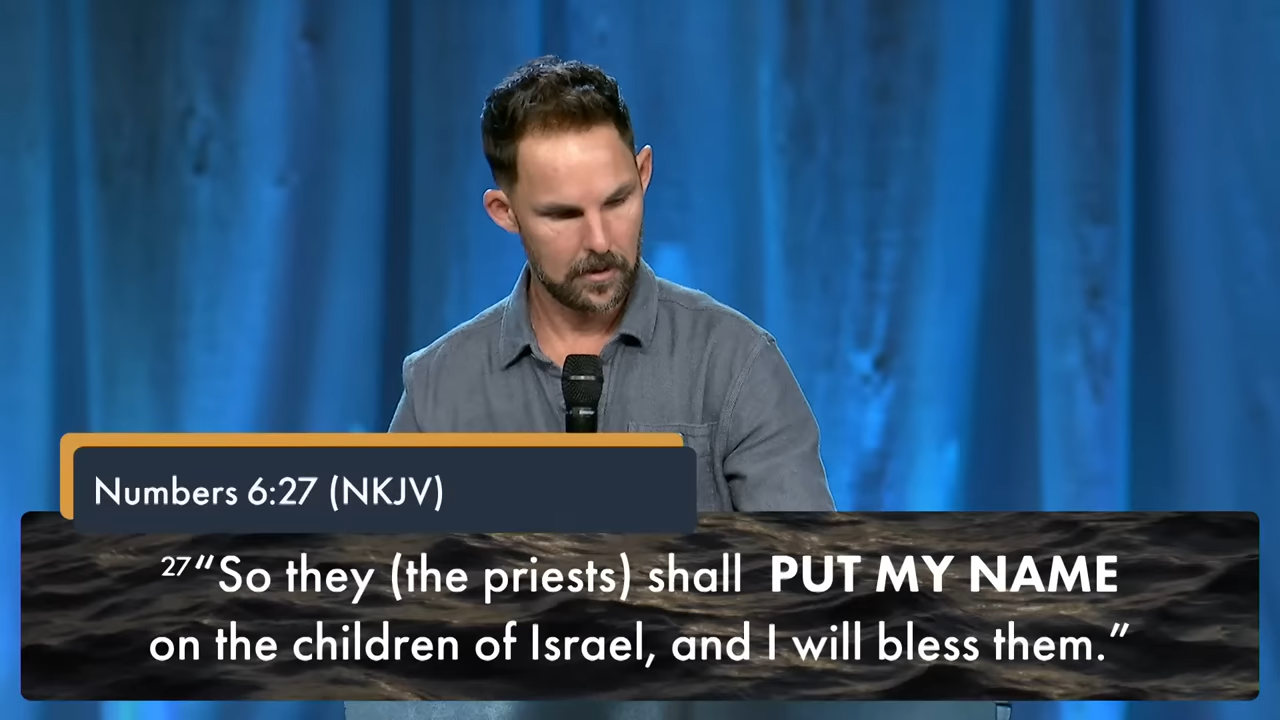 Numbers 6:27 (NKJV)
27“So they (the priests) shall PUT MY NAME
on the children of Israel, and I will bless them.”